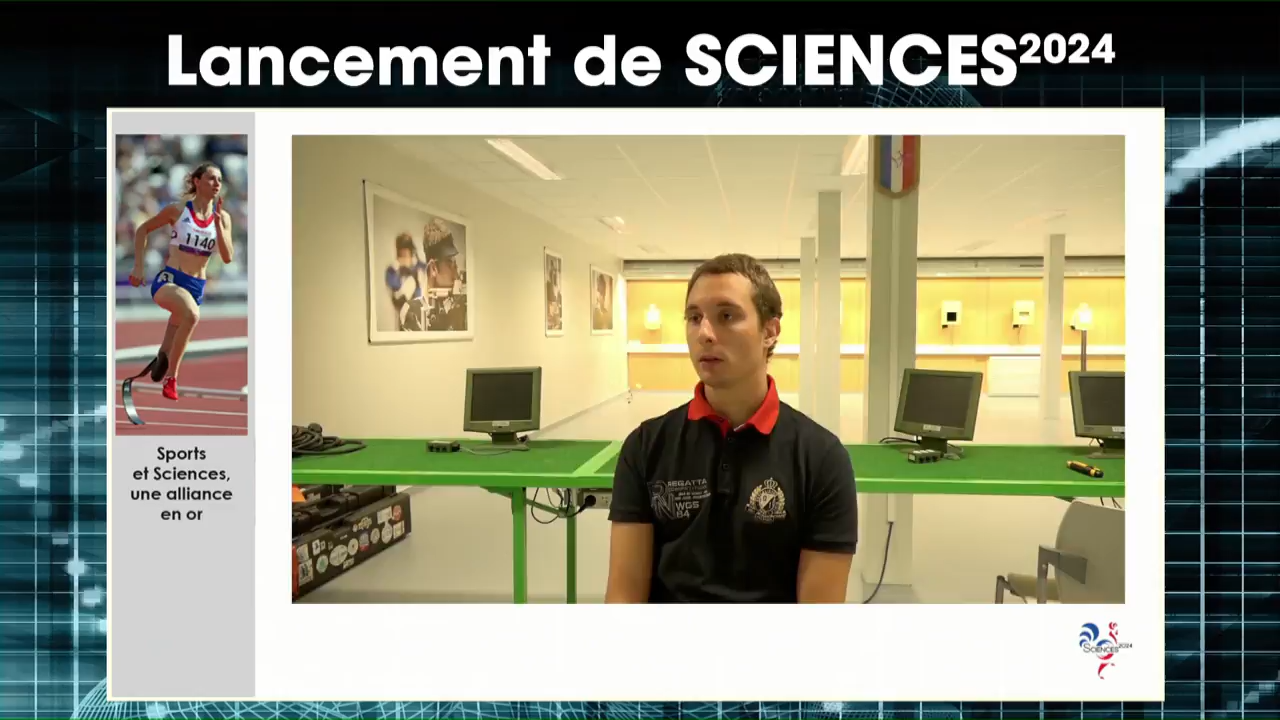 Lancement de SCIENCES2024
1140
Sports
et Sciences,
une alliance
en or
REGATTA
WGS
84
SCIENCES2024